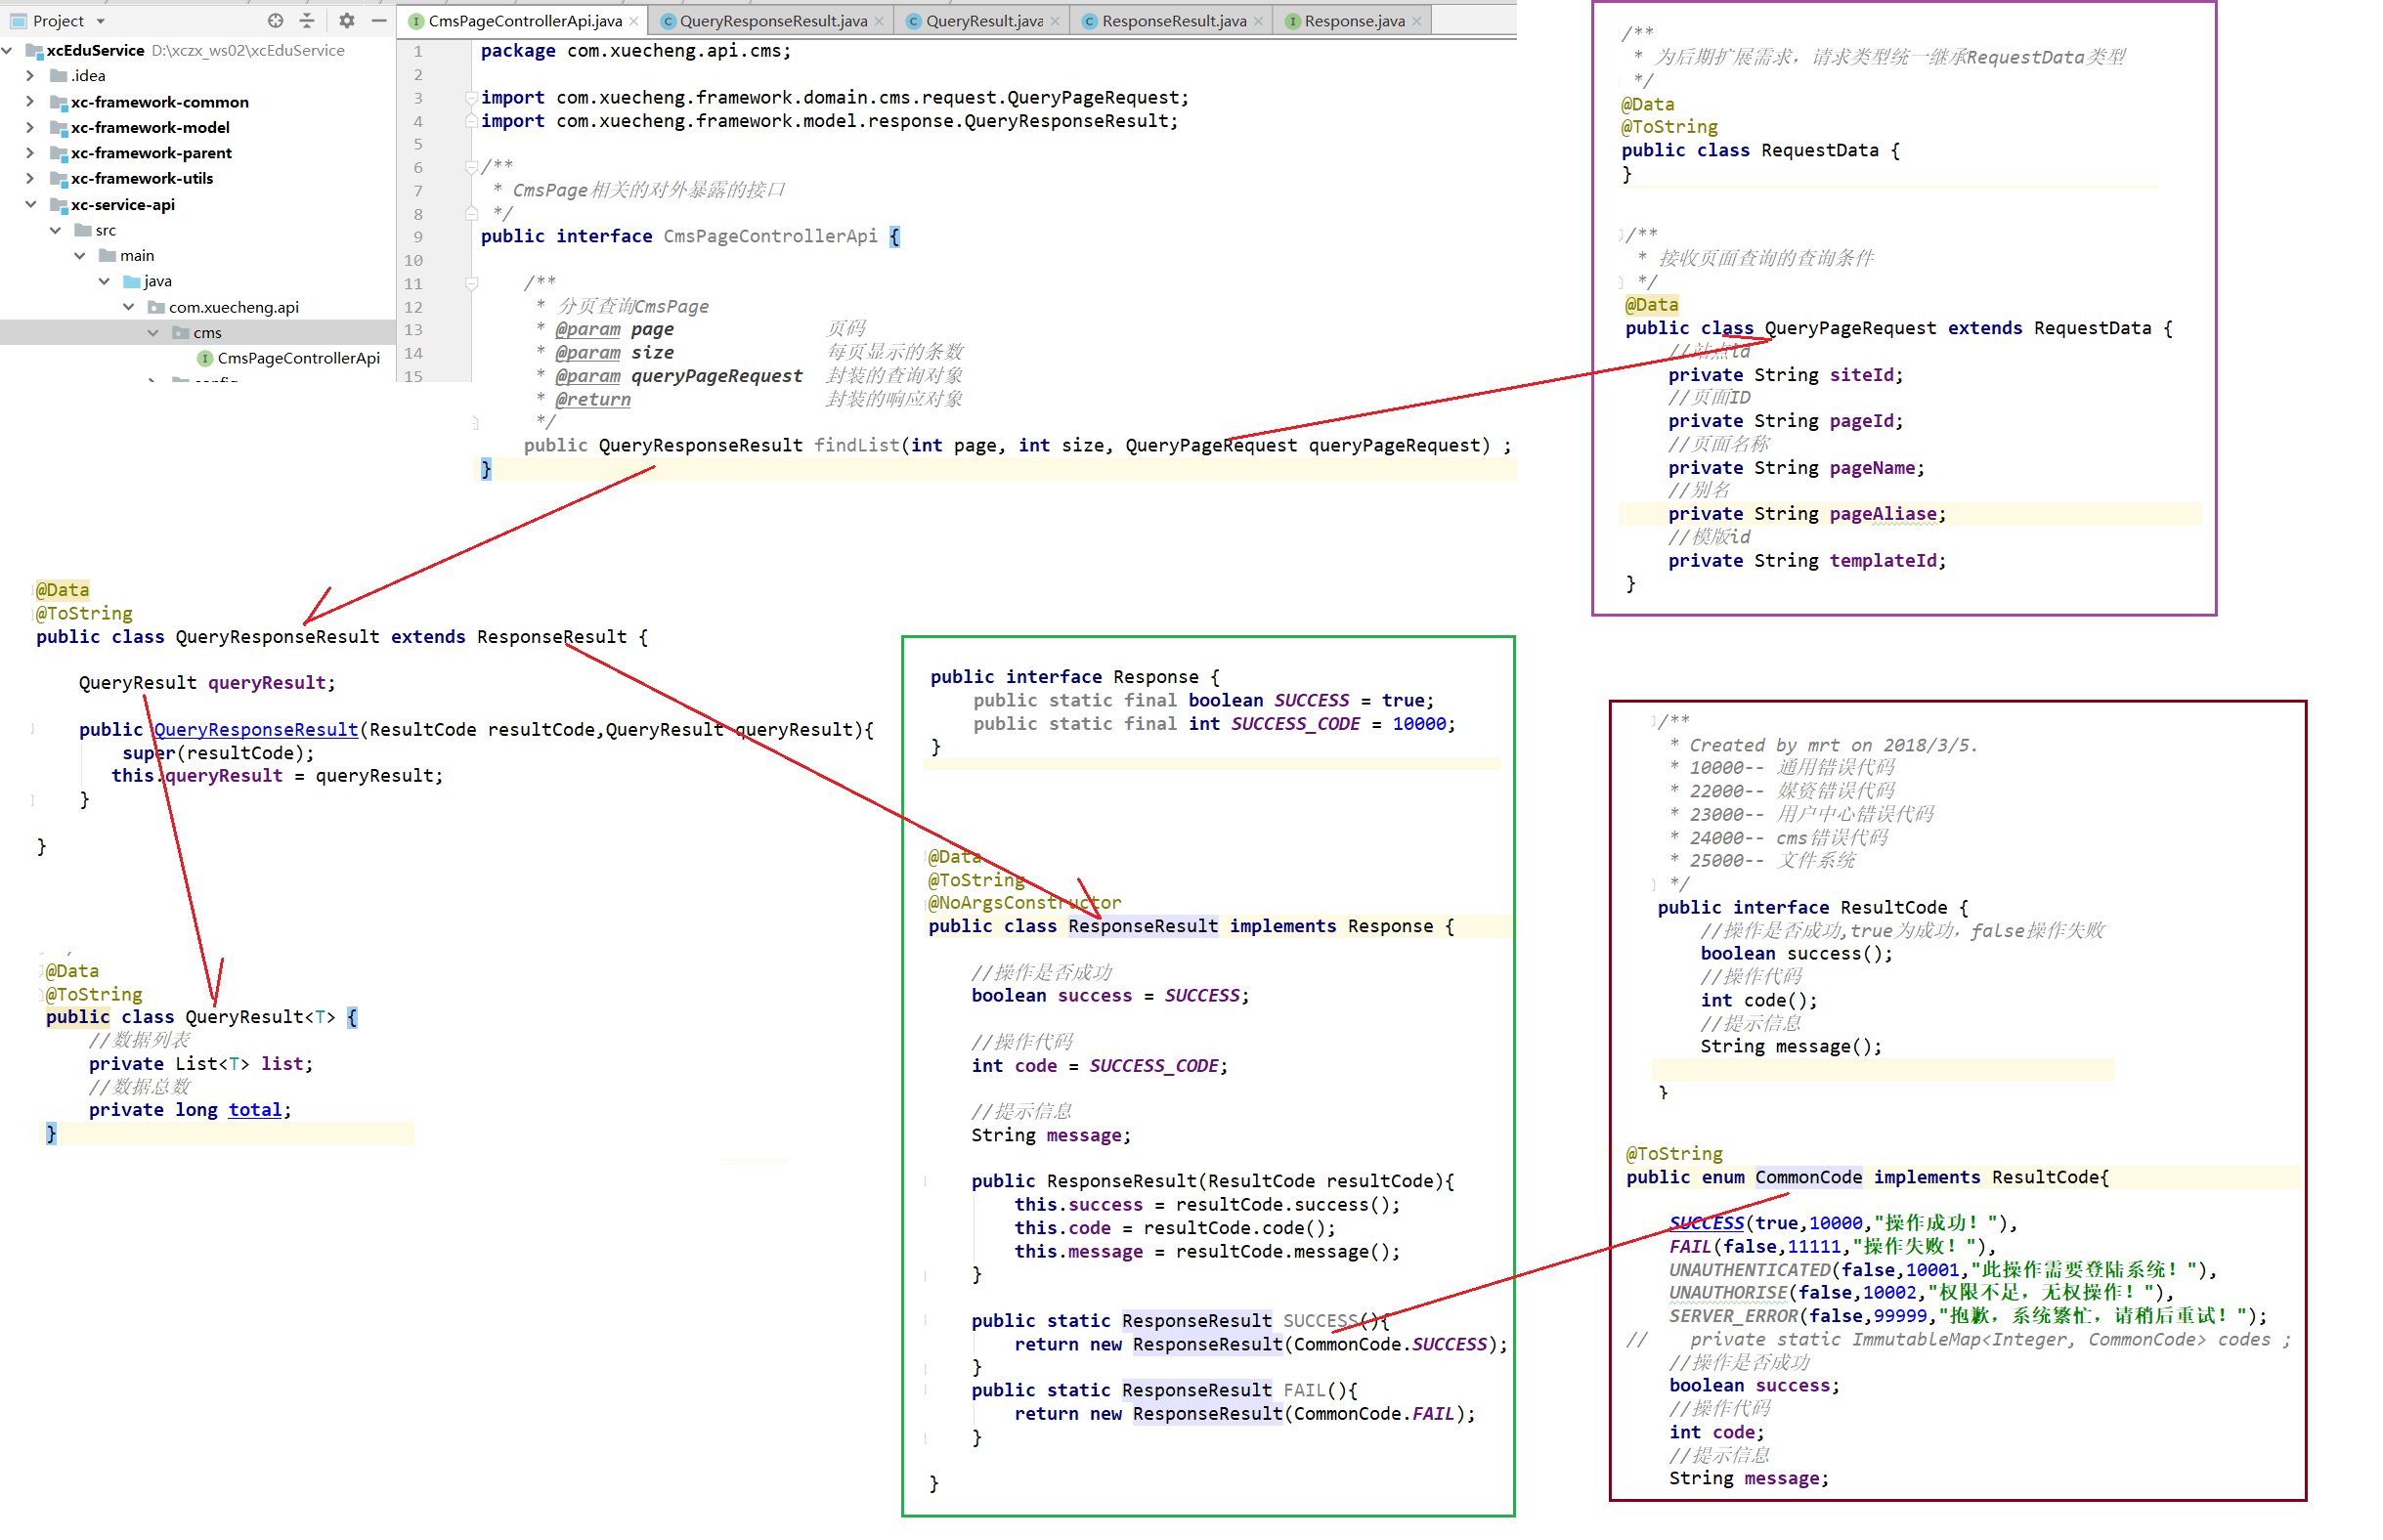 Project
xcEduService D:\xczx_ws02\xcEduService
.idea
xc-framework-common
xc-framework-model
xc-framework-parent
xc-framework-utils
xc-service-api
src
main
java
com.xuecheng.api
cms
CmsPageControllerApi
CmsPageControllerApi.java QueryResponseResult.java QueryResult.java ResponseResult.java Response.java
1 package com.xuecheng.api.cms;
2
3 import com.xuecheng.framework.domain.cms.request.QueryPageRequest;
4 import com.xuecheng.framework.model.response.QueryResponseResult;
5
6 /**
7 * CmsPage相关的对外暴露的接口
8 */
9 public interface CmsPageControllerApi {
10
11 /**
12 * 分页查询CmsPage
13 * @param page 页码
14 * @param size 每页显示的条数
15 * @param queryPageRequest 封装的查询对象
* @return 封装的响应对象
*/
public QueryResponseResult findList(int page, int size, QueryPageRequest queryPageRequest) ;
}
/**
* 为后期扩展需求，请求类型统一继承RequestData类型
*/
@Data
@ToString
public class RequestData {
}
/**
* 接收页面查询的查询条件
*/
@Data
public class QueryPageRequest extends RequestData {
//站点id
private String siteId;
//页面ID
private String pageId;
//页面名称
private String pageName;
//别名
private String pageAliase;
//模版id
private String templateId;
}
@Data
@ToString
public class QueryResponseResult extends ResponseResult {
QueryResult queryResult;
public QueryResponseResult(ResultCode resultCode,QueryResult queryResult){
super(resultCode);
this.queryResult = queryResult;
}
}
@Data
@ToString
public class QueryResult<T> {
//数据列表
private List<T> list;
//数据总数
private long total;
}
public interface Response {
public static final boolean SUCCESS = true;
public static final int SUCCESS_CODE = 10000;
}
@Data
@ToString
@NoArgsConstructor
public class ResponseResult implements Response {
//操作是否成功
boolean success = SUCCESS;
//操作代码
int code = SUCCESS_CODE;
//提示信息
String message;
public ResponseResult(ResultCode resultCode){
this.success = resultCode.success();
this.code = resultCode.code();
this.message = resultCode.message();
}
public static ResponseResult SUCCESS(){
return new ResponseResult(CommonCode.SUCCESS);
}
public static ResponseResult FAIL(){
return new ResponseResult(CommonCode.FAIL);
}
}
/**
* Created by mrt on 2018/3/5.
* 10000-- 通用错误代码
* 22000-- 媒资错误代码
* 23000-- 用户中心错误代码
* 24000-- cms错误代码
* 25000-- 文件系统
*/
public interface ResultCode {
//操作是否成功,true为成功，false操作失败
boolean success();
//操作代码
int code();
//提示信息
String message();
}
@ToString
public enum CommonCode implements ResultCode{
SUCCESS(true,10000,"操作成功！"),
FAIL(false,11111,"操作失败！"),
UNAUTHENTICATED(false,10001,"此操作需要登陆系统！"),
UNAUTHORISE(false,10002,"权限不足，无权操作！"),
SERVER_ERROR(false,99999,"抱歉，系统繁忙，请稍后重试！");
// private static ImmutableMap<Integer, CommonCode> codes ;
//操作是否成功
boolean success;
//操作代码
int code;
//提示信息
String message;